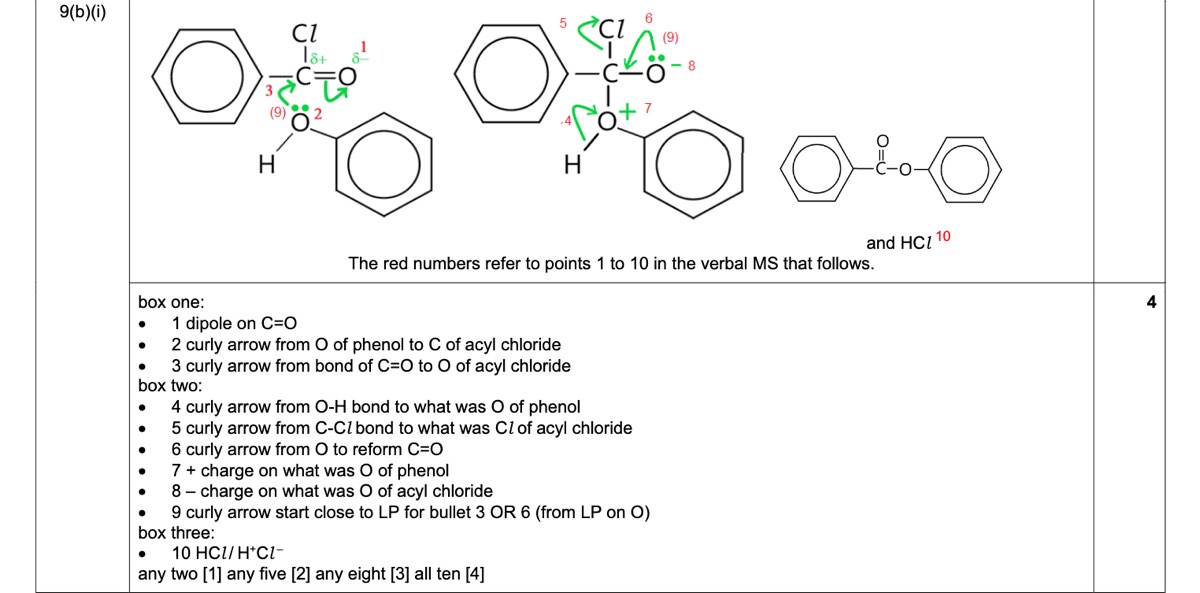 9(b)(i)
Cl
δ+ δ– 1
C=O
3
(9) 2
O
H
5 Cl 6
(9)
C–O – 8
4 O + 7
H
O
C–O
and HCl 10
The red numbers refer to points 1 to 10 in the verbal MS that follows.
box one:
• 1 dipole on C=O
• 2 curly arrow from O of phenol to C of acyl chloride
• 3 curly arrow from bond of C=O to O of acyl chloride
box two:
• 4 curly arrow from O-H bond to what was O of phenol
• 5 curly arrow from C-Cl bond to what was Cl of acyl chloride
• 6 curly arrow from O to reform C=O
• 7 + charge on what was O of phenol
• 8 – charge on what was O of acyl chloride
• 9 curly arrow start close to LP for bullet 3 OR 6 (from LP on O)
box three:
• 10 HCl/ H⁺Cl⁻
any two [1] any five [2] any eight [3] all ten [4]
4